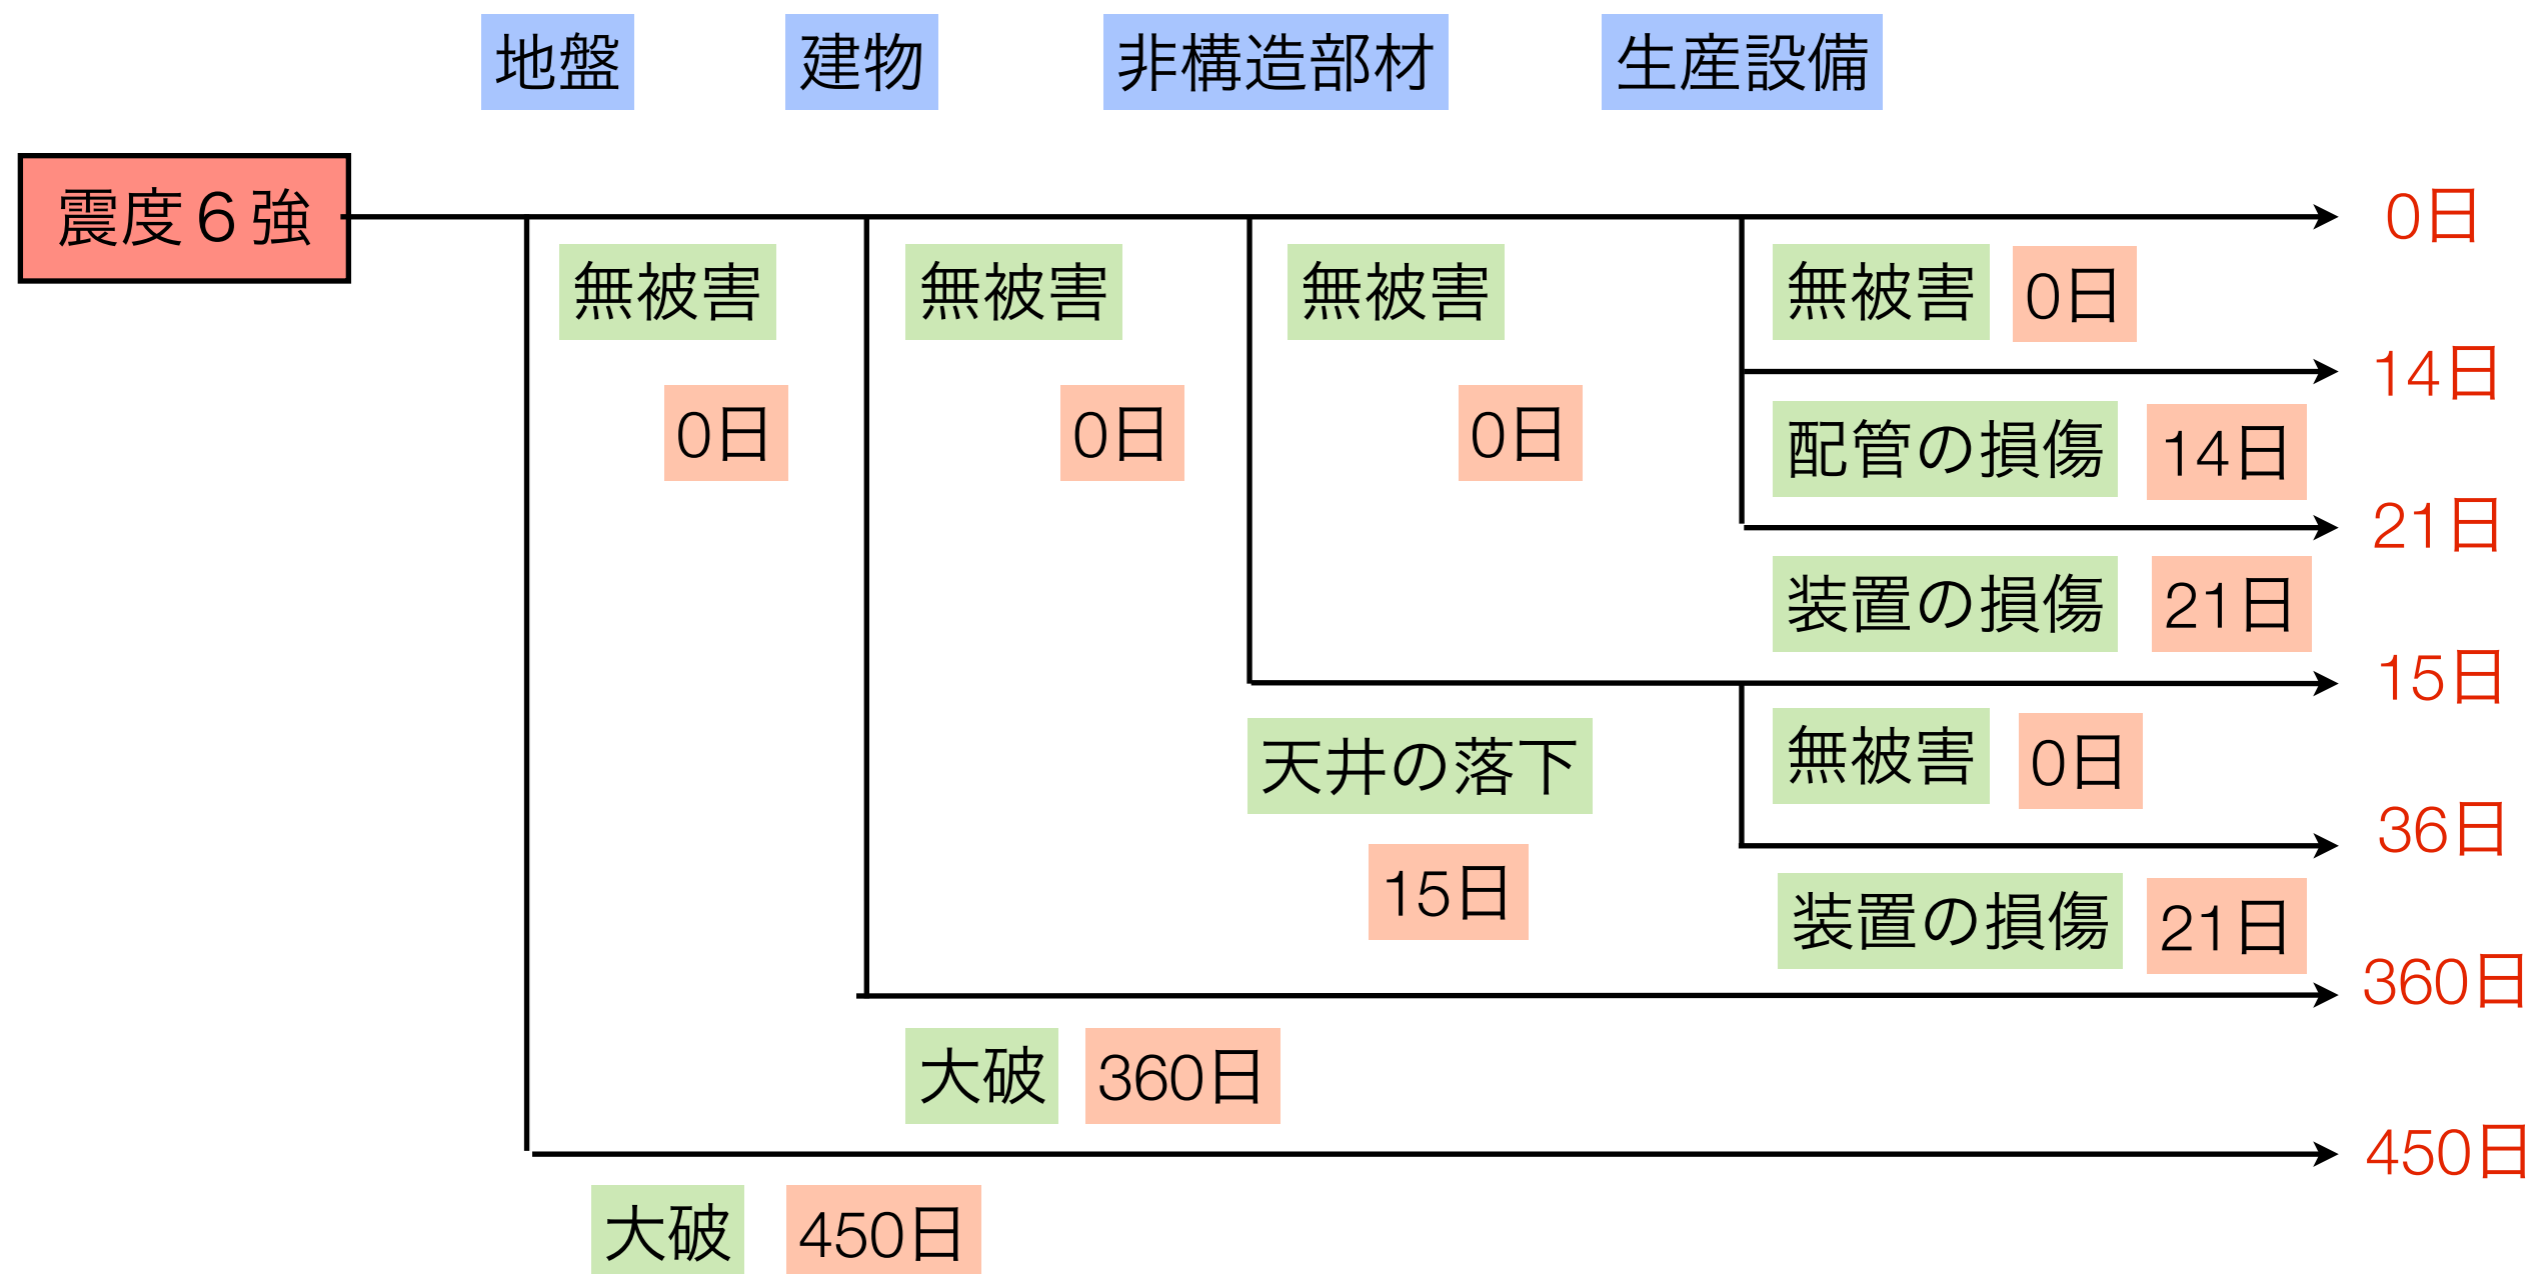 地盤 建物 非構造部材 生産設備
震度６強
0日
無被害 無被害 無被害 無被害 0日
14日
0日 0日 0日 配管の損傷 14日
21日
装置の損傷 21日
15日
天井の落下 無被害 0日
36日
15日 装置の損傷 21日
360日
大破 360日
450日
大破 450日